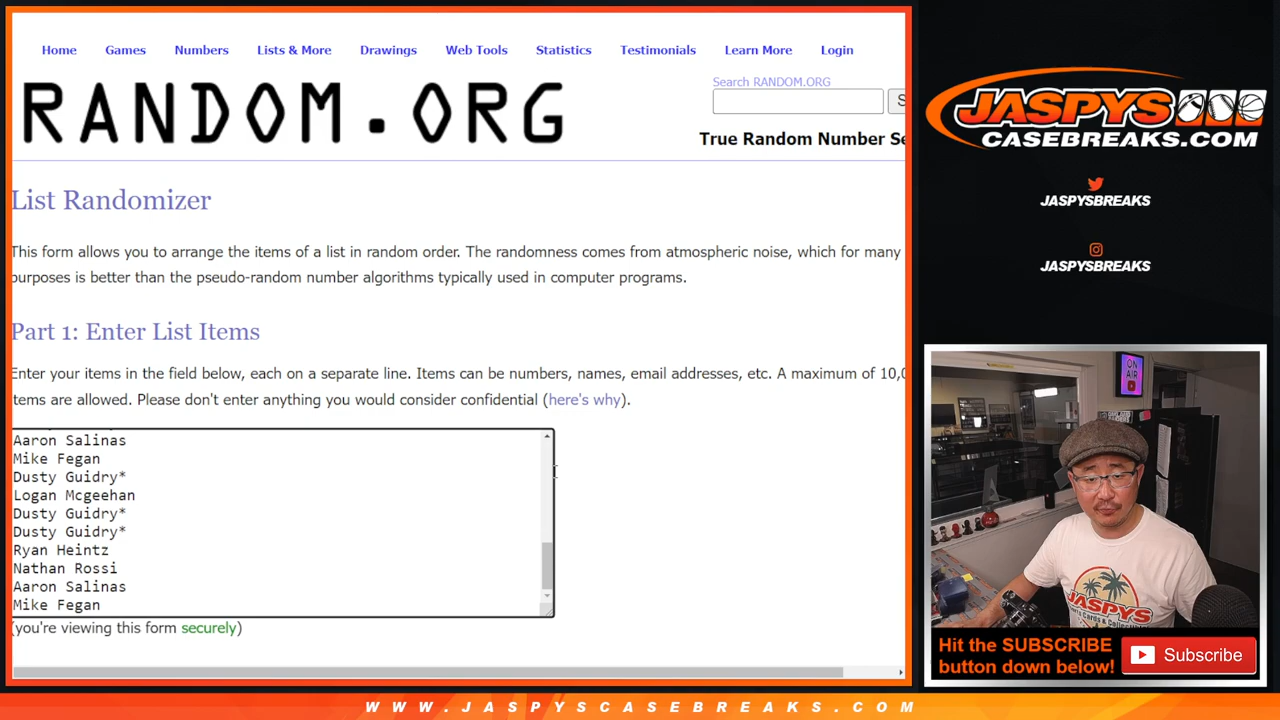 Home Games Numbers Lists & More Drawings Web Tools Statistics Testimonials Learn More Login
Search RANDOM.ORG
RANDOM.ORG
True Random Number Se
List Randomizer
This form allows you to arrange the items of a list in random order. The randomness comes from atmospheric noise, which for many
purposes is better than the pseudo-random number algorithms typically used in computer programs.
Part 1: Enter List Items
Enter your items in the field below, each on a separate line. Items can be numbers, names, email addresses, etc. A maximum of 10,0
items are allowed. Please don't enter anything you would consider confidential (here's why).
Aaron Salinas
Mike Fegan
Dusty Guidry*
Logan Mcgeehan
Dusty Guidry*
Dusty Guidry*
Ryan Heintz
Nathan Rossi
Aaron Salinas
Mike Fegan
(you're viewing this form securely)
JASPYS
CASEBREAKS.COM
JASPYSBREAKS
JASPYSBREAKS
ON
AIR
JASPYS
Hit the SUBSCRIBE
button down below!
Subscribe
WWW.JASPYSCASEBREAKS.COM